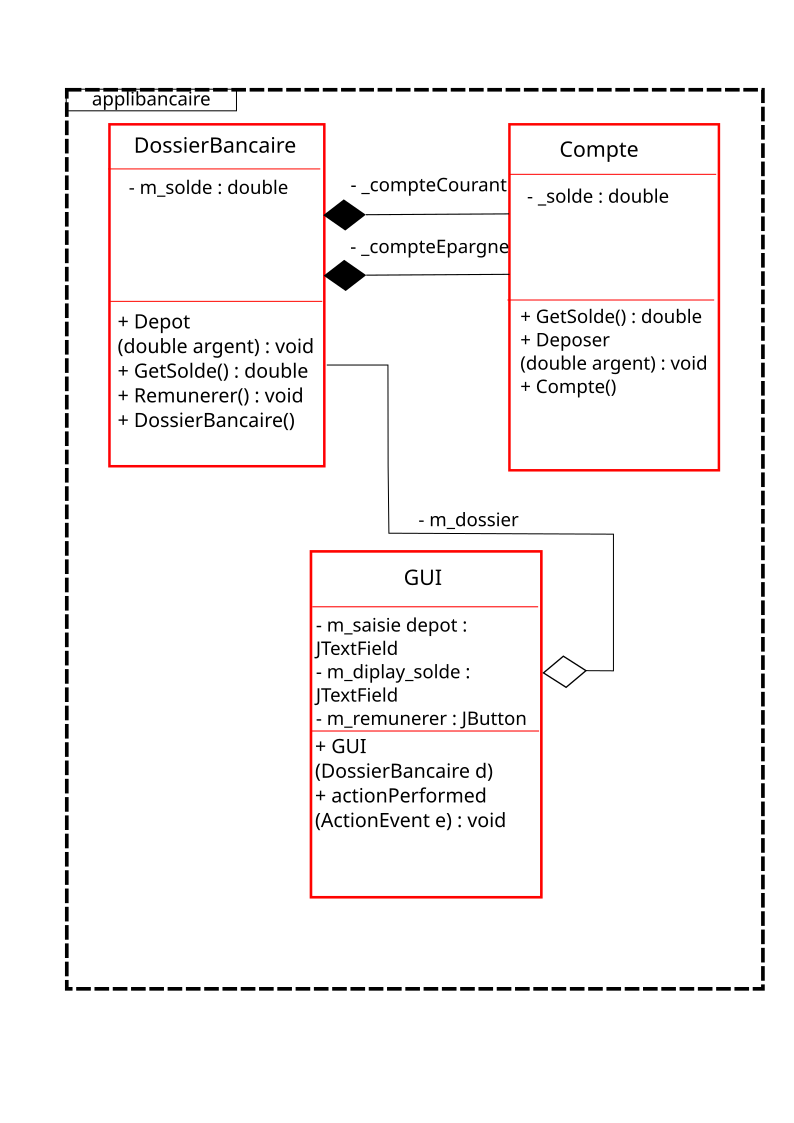 applibancaire
DossierBancaire
- m_solde : double
+ Depot
(double argent) : void
+ GetSolde() : double
+ Remunerer() : void
+ DossierBancaire()
- _compteCourant
- _compteEpargne
Compte
- _solde : double
+ GetSolde() : double
+ Deposer
(double argent) : void
+ Compte()
- m_dossier
GUI
- m_saisie depot :
JTextField
- m_diplay_solde :
JTextField
- m_remunerer : JButton
+ GUI
(DossierBancaire d)
+ actionPerformed
(ActionEvent e) : void